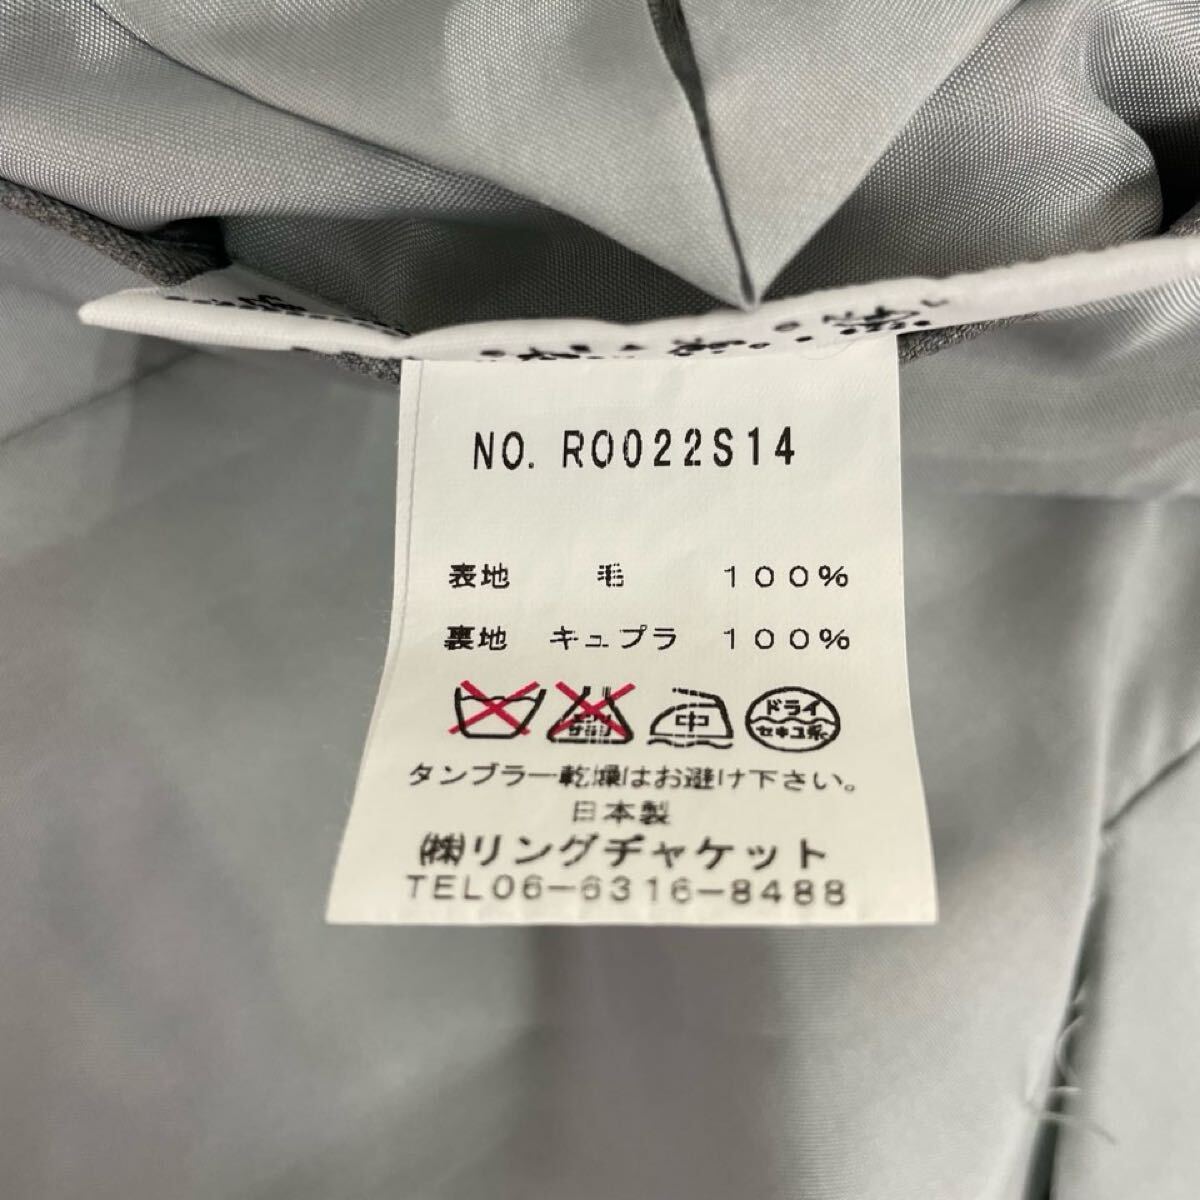 NO. R0022S14
表地 毛 100%
裏地 キュプラ 100%
中 ドライ
セキユ系
タンブラー乾燥はお避け下さい。
日本製
㈱リングヂャケット
TEL06-6316-8488